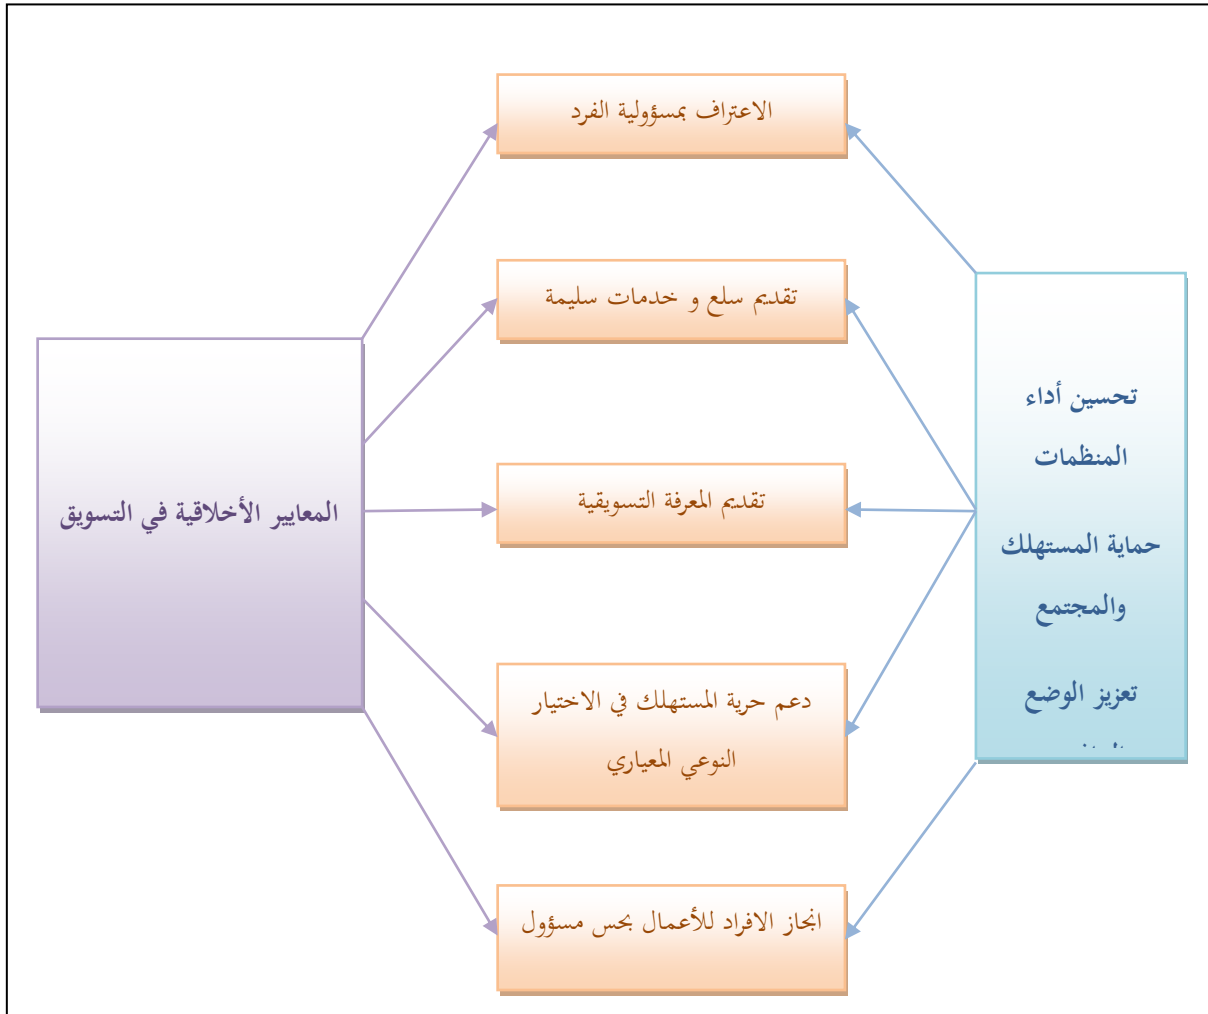 الاعتراف بمسؤولية الفرد
تقديم سلع و خدمات سليمة
تحسين أداء
المنظمات
حماية المستهلك
والمجتمع
تعزيز الوضع
تقديم المعرفة التسويقية
المعايير الأخلاقية في التسويق
دعم حرية المستهلك في الاختيار
النوعي المعياري
انجاز الافراد للأعمال بحس مسؤول